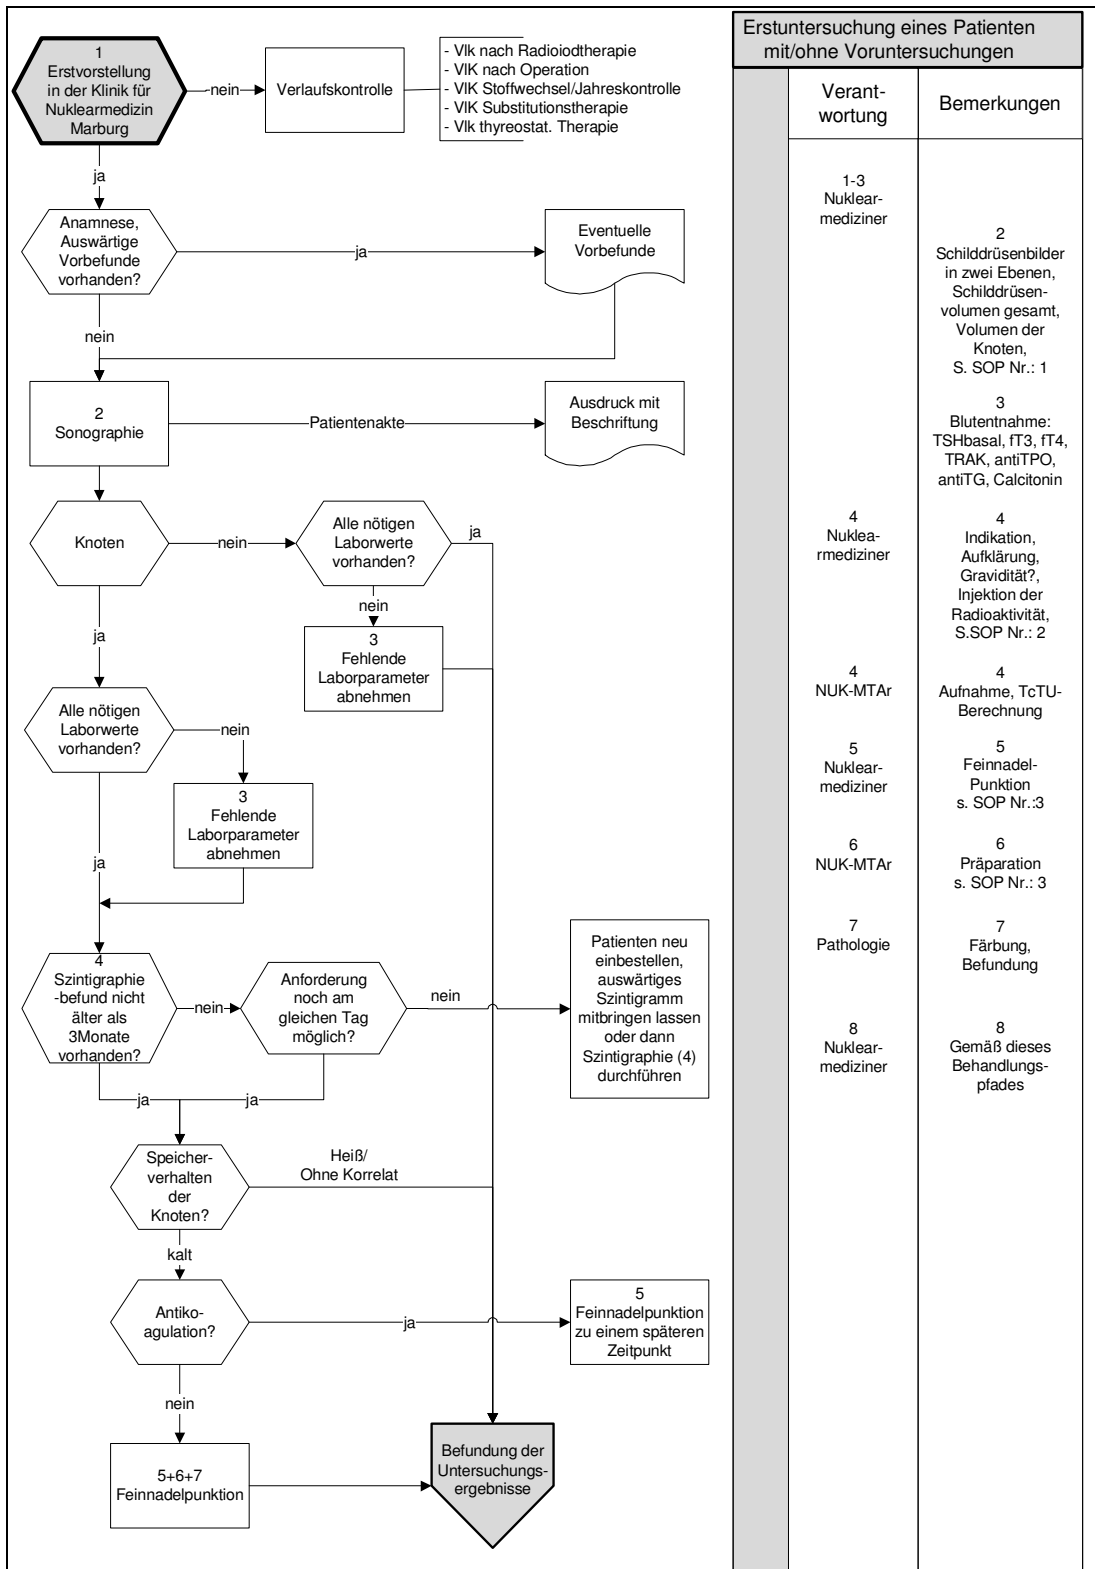 1
Erstvorstellung
in der Klinik für
Nuklearmedizin
Marburg
nein
Verlaufskontrolle
- Vlk nach Radioiodtherapie
- VIK nach Operation
- VIK Stoffwechsel/Jahreskontrolle
- VIK Substitutionstherapie
- Vlk thyreostat. Therapie
ja
Anamnese,
Auswärtige
Vorbefunde
vorhanden?
ja
Eventuelle
Vorbefunde
nein
2
Sonographie
Patientenakte
Ausdruck mit
Beschriftung
Knoten
nein
Alle nötigen
Laborwerte
vorhanden?
ja
nein
3
Fehlende
Laborparameter
abnehmen
ja
Alle nötigen
Laborwerte
vorhanden?
nein
3
Fehlende
Laborparameter
abnehmen
ja
4
Szintigraphie
-befund nicht
älter als
3Monate
vorhanden?
nein
Anforderung
noch am
gleichen Tag
möglich?
nein
Patienten neu
einbestellen,
auswärtiges
Szintigramm
mitbringen lassen
oder dann
Szintigraphie (4)
durchführen
ja
ja
Speicher-
verhalten
der
Knoten?
Heiß/
Ohne Korrelat
kalt
Antiko-
agulation?
ja
5
Feinnadelpunktion
zu einem späteren
Zeitpunkt
nein
5+6+7
Feinnadelpunktion
Befundung der
Untersuchungs-
ergebnisse
Erstuntersuchung eines Patienten
mit/ohne Voruntersuchungen
Verant-
wortung
Bemerkungen
1-3
Nuklear-
mediziner
2
Schilddrüsenbilder
in zwei Ebenen,
Schilddrüsen-
volumen gesamt,
Volumen der
Knoten,
S. SOP Nr.: 1
3
Blutentnahme:
TSHbasal, fT3, fT4,
TRAK, antiTPO,
antiTG, Calcitonin
4
Nuklea-
rmediziner
4
Indikation,
Aufklärung,
Gravidität?,
Injektion der
Radioaktivität,
S.SOP Nr.: 2
4
NUK-MTAr
4
Aufnahme, TcTU-
Berechnung
5
Nuklear-
mediziner
5
Feinnadel-
Punktion
s. SOP Nr.:3
6
NUK-MTAr
6
Präparation
s. SOP Nr.: 3
7
Pathologie
7
Färbung,
Befundung
8
Nuklear-
mediziner
8
Gemäß dieses
Behandlungs-
pfades